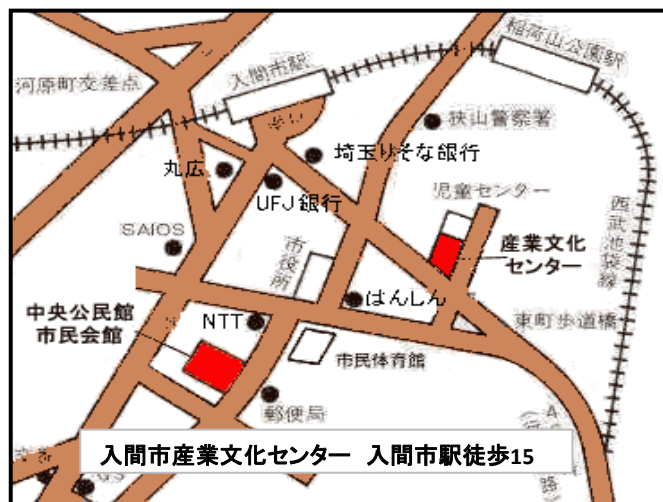 稲荷山公園駅
入間市駅
河原町交差点
狭山警察署
埼玉りそな銀行
丸広
UFJ銀行
児童センター
西武池袋線
SAIOS
市役所
産業文化
センター
はんしん
中央公民館
市民会館
NTT
東町歩道橋
市民体育館
郵便局
入間市産業文化センター 入間市駅徒歩15